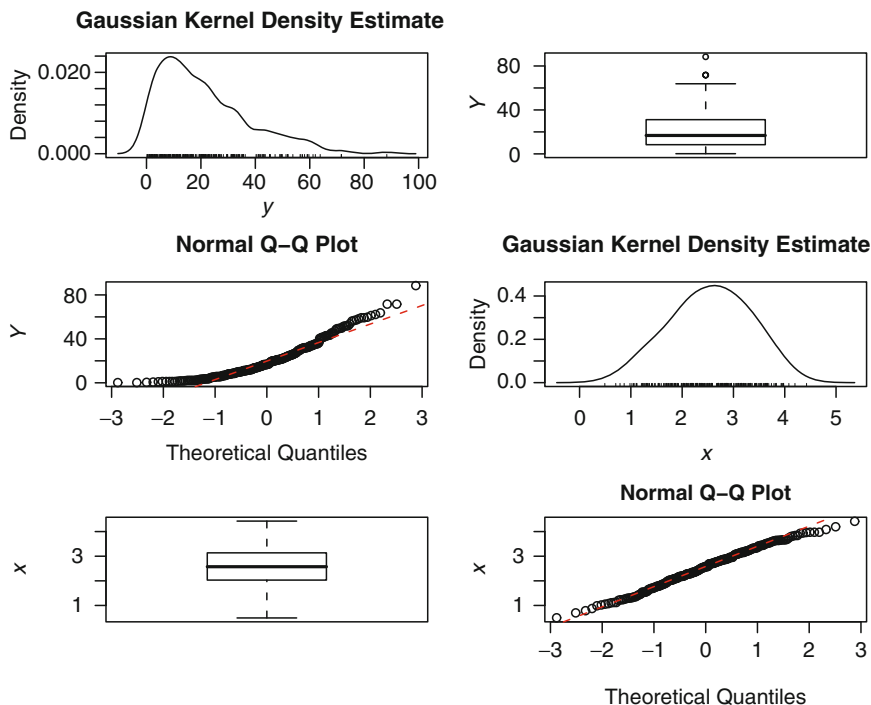 Gaussian Kernel Density Estimate
Density
0.020
0.000
0 20 40 60 80 100
y
Y
80
40
0
Normal Q–Q Plot
Y
80
40
0
−3 −2 −1 0 1 2 3
Theoretical Quantiles
Gaussian Kernel Density Estimate
Density
0.4
0.2
0.0
0 1 2 3 4 5
x
x
3
1
Normal Q–Q Plot
x
3
1
−3 −2 −1 0 1 2 3
Theoretical Quantiles